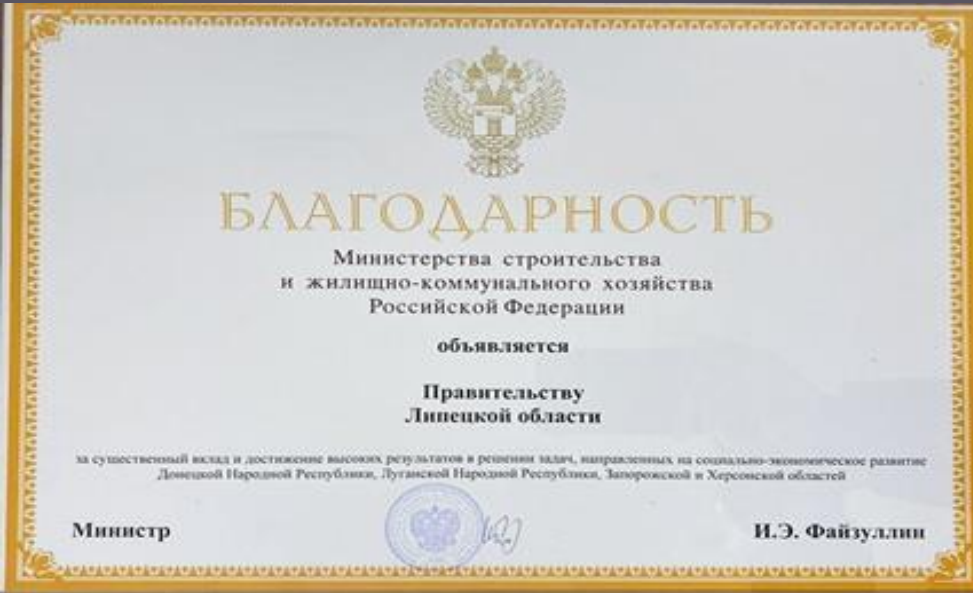 БЛАГОДАРНОСТЬ
Министерства строительства
и жилищно-коммунального хозяйства
Российской Федерации
объявляется
Правительству
Липецкой области
за существенный вклад и достижение высоких результатов в решении задач, направленных на социально-экономическое развитие
Донецкой Народной Республики, Луганской Народной Республики, Запорожской и Херсонской областей
Министр
И.Э. Файзуллин